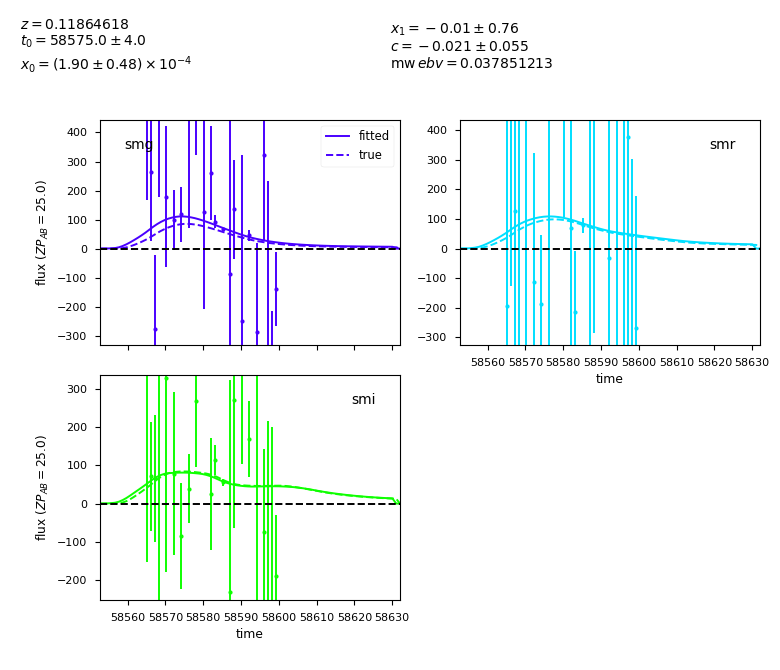 z = 0.11864618
t₀ = 58575.0 ± 4.0
x₀ = (1.90 ± 0.48) × 10⁻⁴
x₁ = −0.01 ± 0.76
c = −0.021 ± 0.055
mw ebv = 0.037851213
smg
fitted
true
400
300
200
100
0
−100
−200
−300
flux (ZP_AB = 25.0)
smr
400
300
200
100
0
−100
−200
−300
58560 58570 58580 58590 58600 58610 58620 58630
time
smi
300
200
100
0
−100
−200
flux (ZP_AB = 25.0)
58560 58570 58580 58590 58600 58610 58620 58630
time